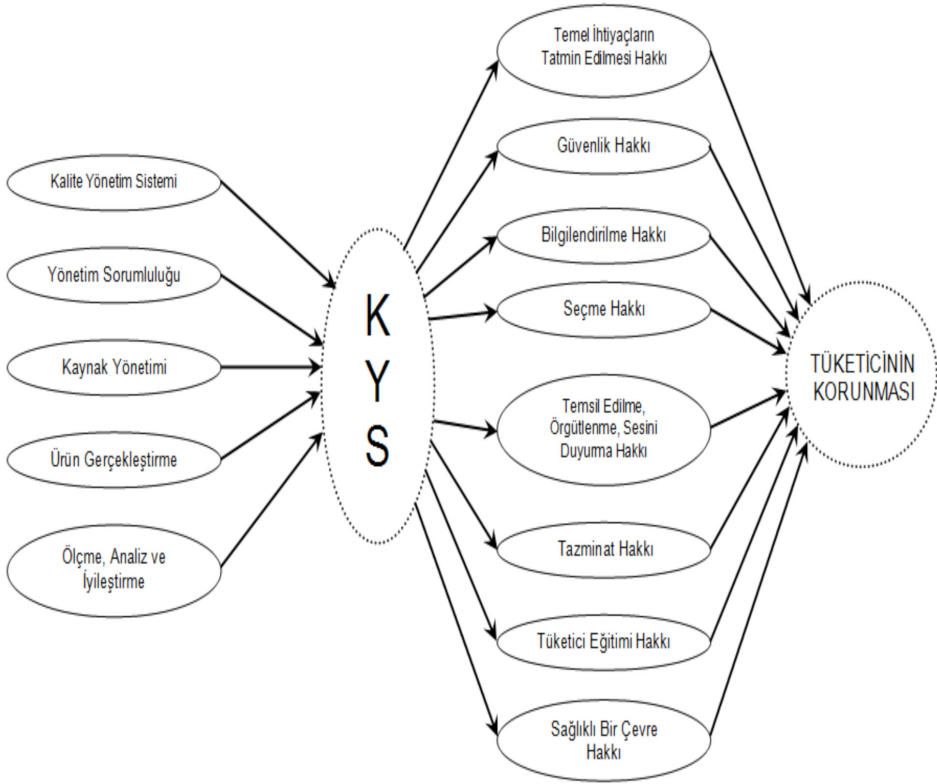 Kalite Yönetim Sistemi
Yönetim Sorumluluğu
Kaynak Yönetimi
Ürün Gerçekleştirme
Ölçme, Analiz ve
İyileştirme
K
Y
S
Temel İhtiyaçların
Tatmin Edilmesi Hakkı
Güvenlik Hakkı
Bilgilendirilme Hakkı
Seçme Hakkı
Temsil Edilme,
Örgütlenme, Sesini
Duyurma Hakkı
Tazminat Hakkı
Tüketici Eğitimi Hakkı
Sağlıklı Bir Çevre
Hakkı
TÜKETİCİNİN
KORUNMASI